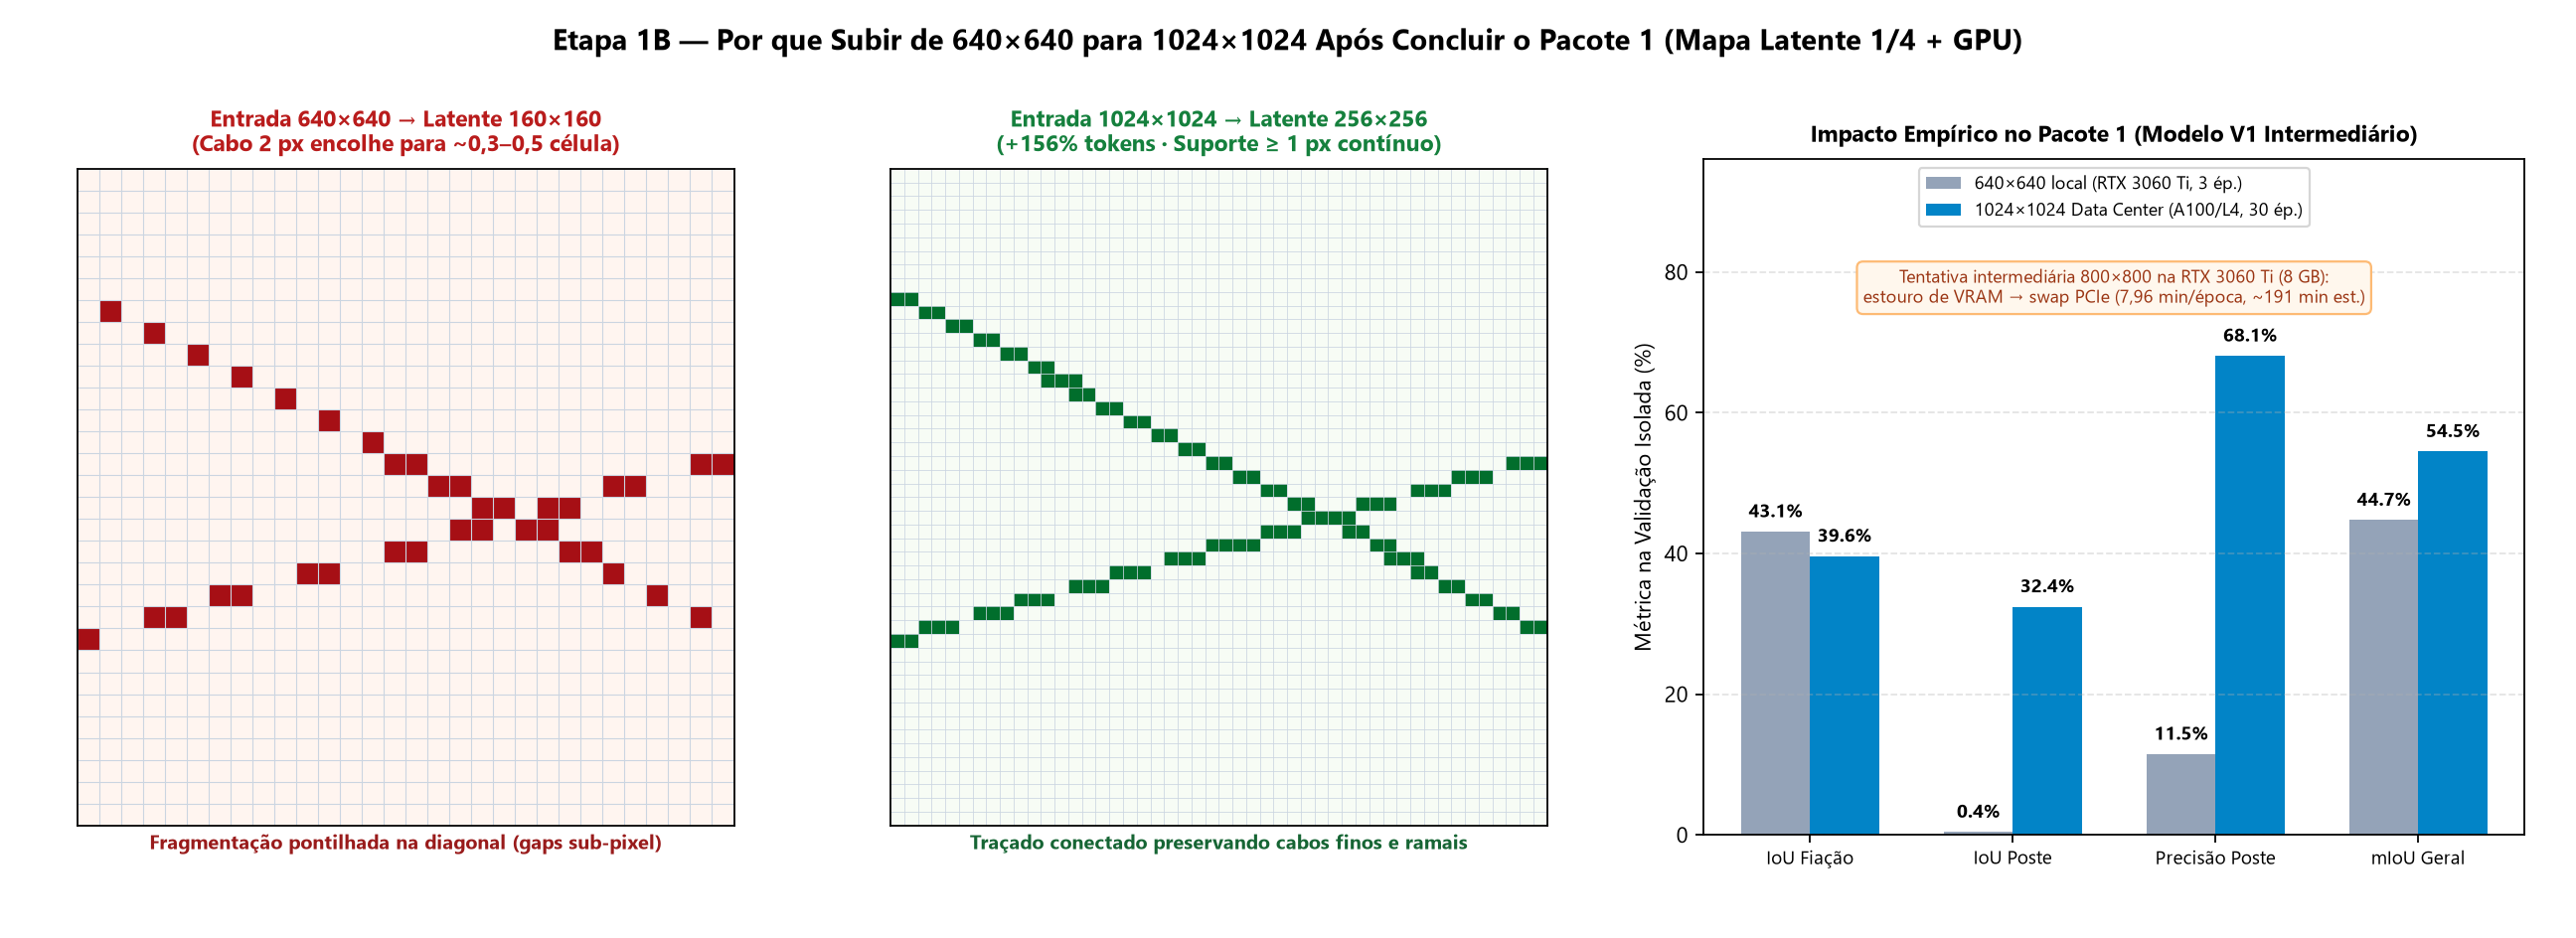 Etapa 1B — Por que Subir de 640×640 para 1024×1024 Após Concluir o Pacote 1 (Mapa Latente 1/4 + GPU)
Entrada 640×640 → Latente 160×160
(Cabo 2 px encolhe para ~0,3–0,5 célula)
Fragmentação pontilhada na diagonal (gaps sub-pixel)
Entrada 1024×1024 → Latente 256×256
(+156% tokens · Suporte ≥ 1 px contínuo)
Traçado conectado preservando cabos finos e ramais
Impacto Empírico no Pacote 1 (Modelo V1 Intermediário)
640×640 local (RTX 3060 Ti, 3 ép.)
1024×1024 Data Center (A100/L4, 30 ép.)
Tentativa intermediária 800×800 na RTX 3060 Ti (8 GB):
estouro de VRAM → swap PCIe (7,96 min/época, ~191 min est.)
Métrica na Validação Isolada (%)
80
60
40
20
0
43.1%
39.6%
0.4%
32.4%
11.5%
68.1%
44.7%
54.5%
IoU Fiação
IoU Poste
Precisão Poste
mIoU Geral